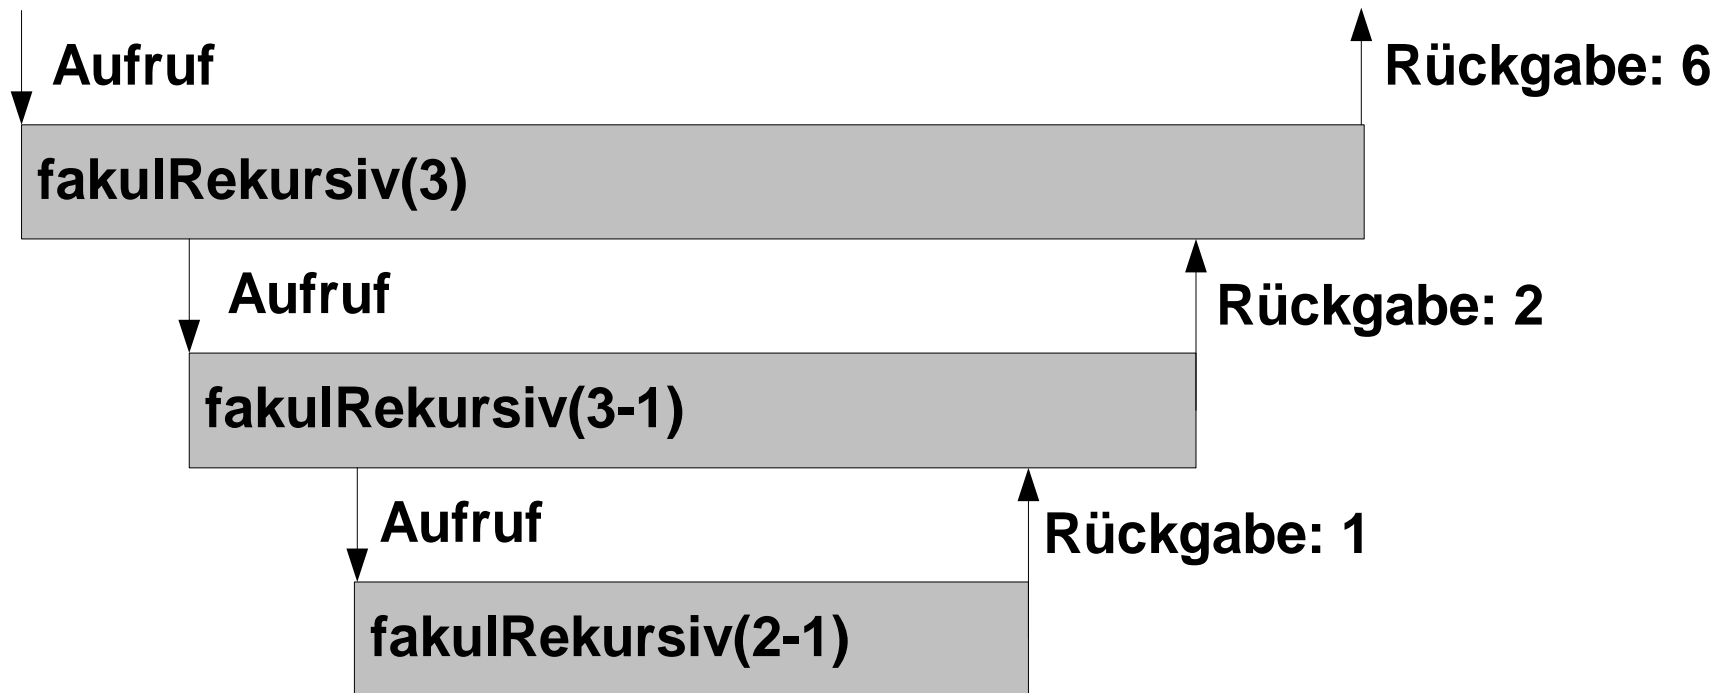 Aufruf
Rückgabe: 6
fakulRekursiv(3)
Aufruf
Rückgabe: 2
fakulRekursiv(3-1)
Aufruf
Rückgabe: 1
fakulRekursiv(2-1)